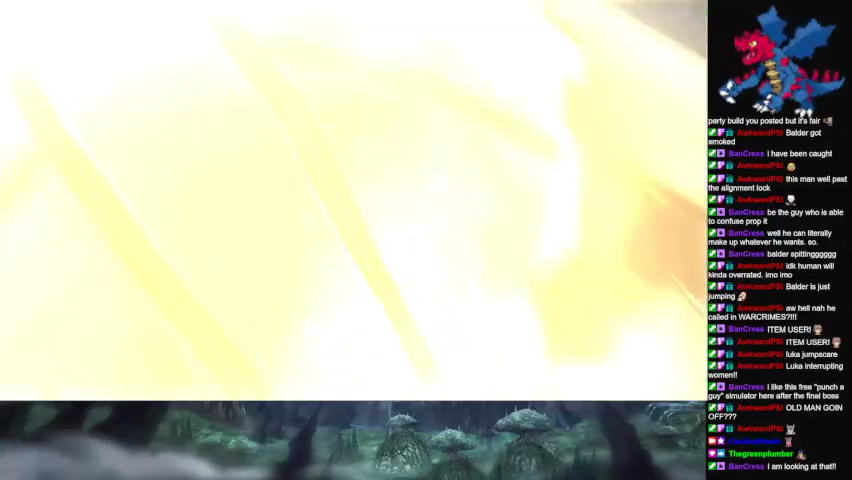 party build you posted but it's fair
AwkwardPSI Balder got
smoked
BanCress i have been caught
AwkwardPSI
AwkwardPSI this man well past
the alignment lock
AwkwardPSI
BanCress be the guy who is able
to confuse prop it
BanCress well he can literally
make up whatever he wants. so.
BanCress balder spittingggggg
AwkwardPSI idk human will
kinda overrated. imo imo
AwkwardPSI Balder is just
jumping
AwkwardPSI aw hell nah he
called in WARCRIMES?!!!
BanCress ITEM USER!
AwkwardPSI ITEM USER!
AwkwardPSI luka jumpscare
AwkwardPSI Luka interrupting
women!!
BanCress I like this free "punch a
guy" simulator here after the final
boss
AwkwardPSI OLD MAN GOIN
OFF???
AwkwardPSI
Thegreenplumber
BanCress I am looking at that!!